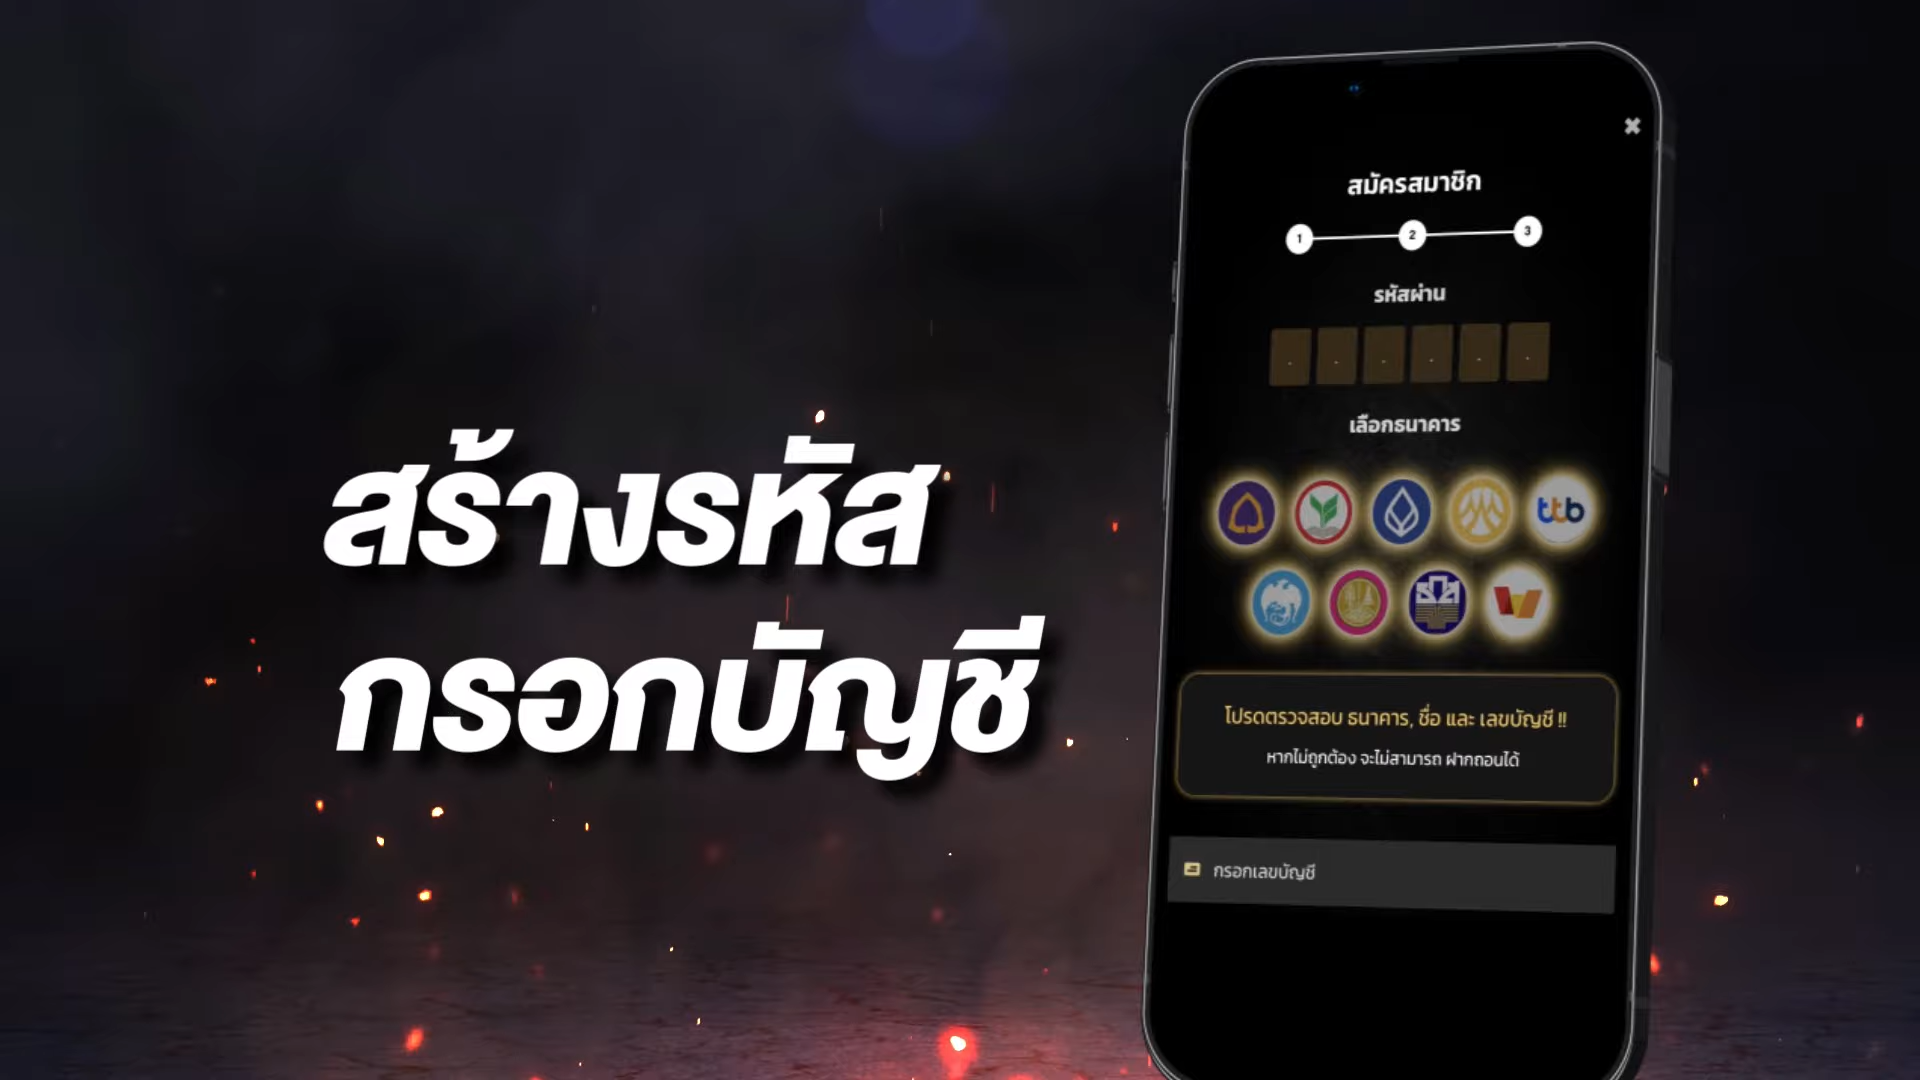 สร้างรหัส
กรอกบัญชี
สมัครสมาชิก
1 2 3
รหัสผ่าน
เลือกธนาคาร
ttb
โปรดตรวจสอบ ธนาคาร, ชื่อ และ เลขบัญชี !!
หากไม่ถูกต้อง จะไม่สามารถ ฝากถอนได้
กรอกเลขบัญชี